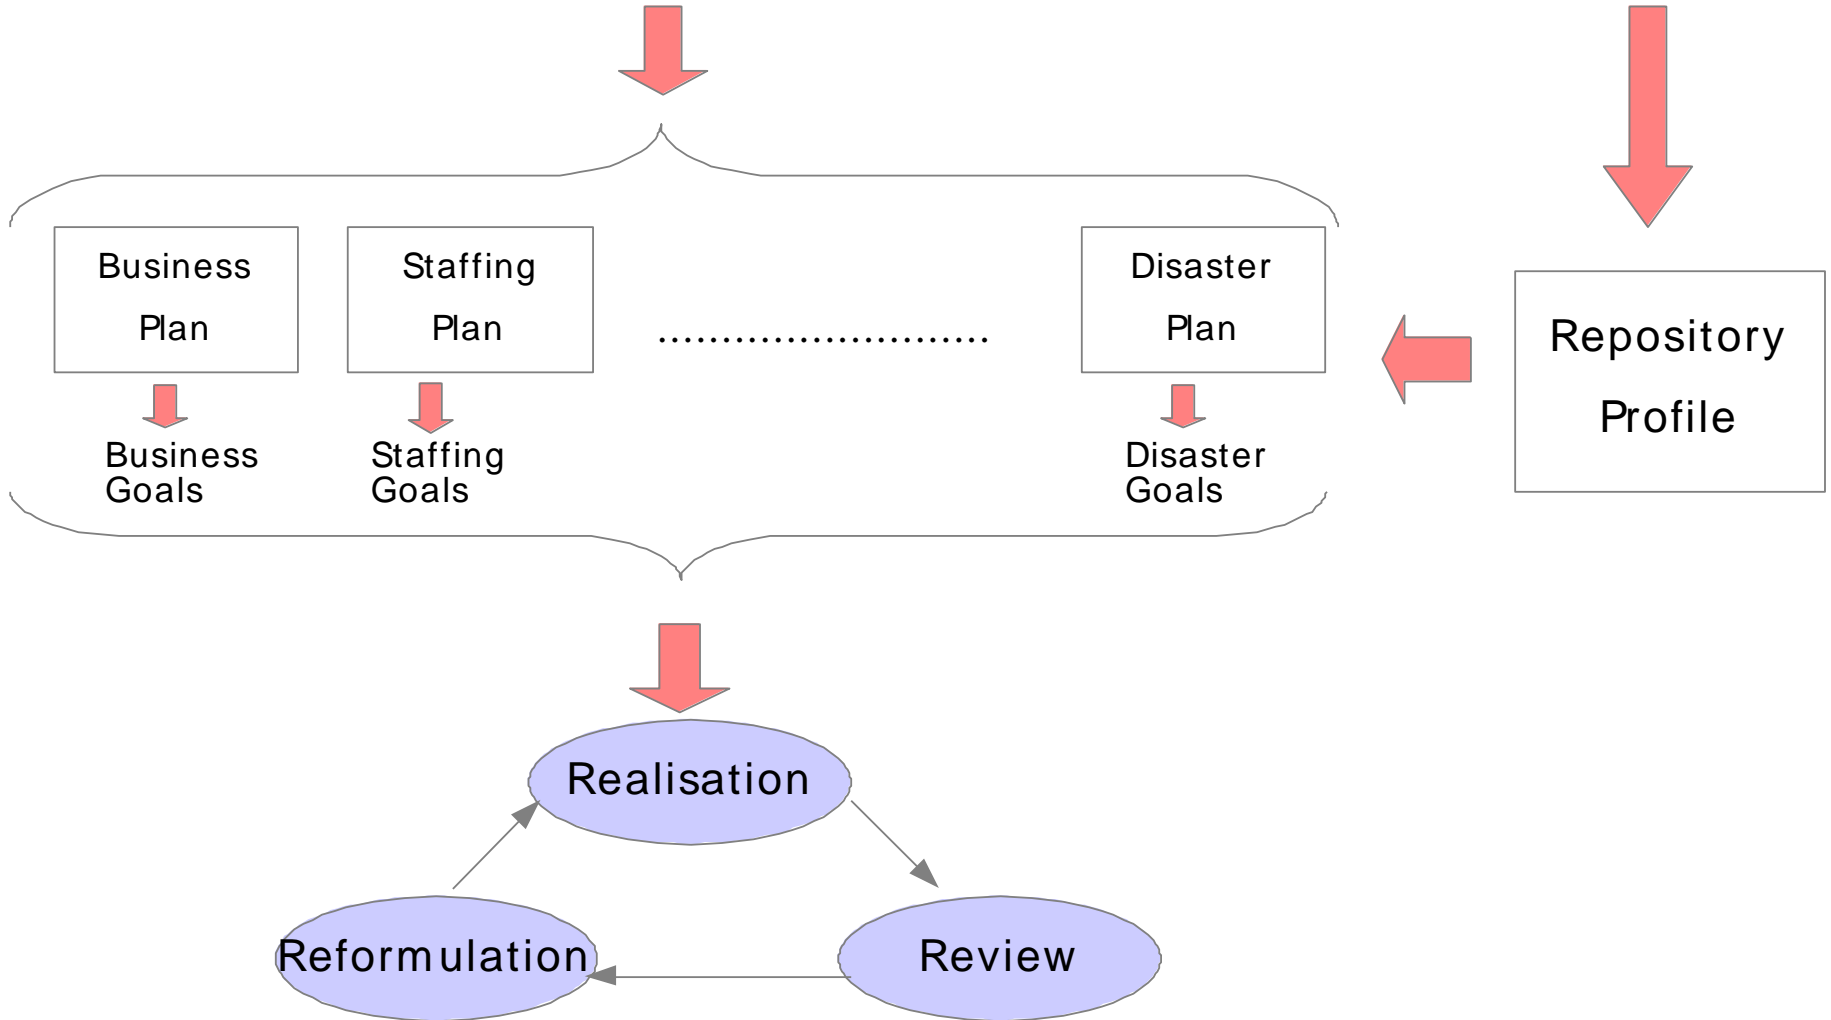 Business
Plan
Staffing
Plan
..........................
Disaster
Plan
Repository
Profile
Business
Goals
Staffing
Goals
Disaster
Goals
Realisation
Reformulation
Review